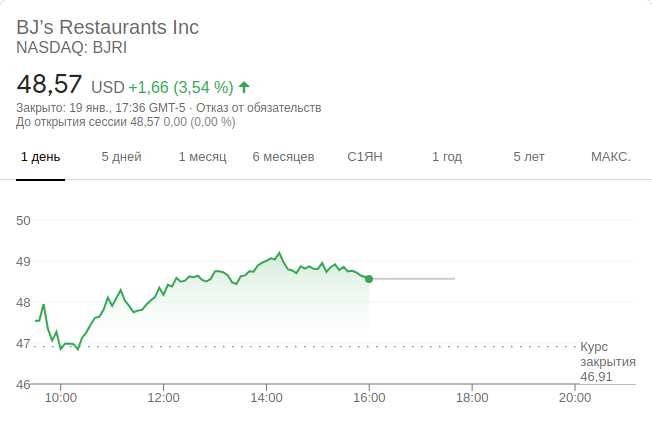 BJ’s Restaurants Inc
NASDAQ: BJRI
48,57 USD +1,66 (3,54 %)
Закрыто: 19 янв., 17:36 GMT-5 · Отказ от обязательств
До открытия сессии 48,57 0,00 (0,00 %)
1 день 5 дней 1 месяц 6 месяцев С1ЯН 1 год 5 лет МАКС.
50
49
48
47
Курс
закрытия
46,91
46
10:00 12:00 14:00 16:00 18:00 20:00